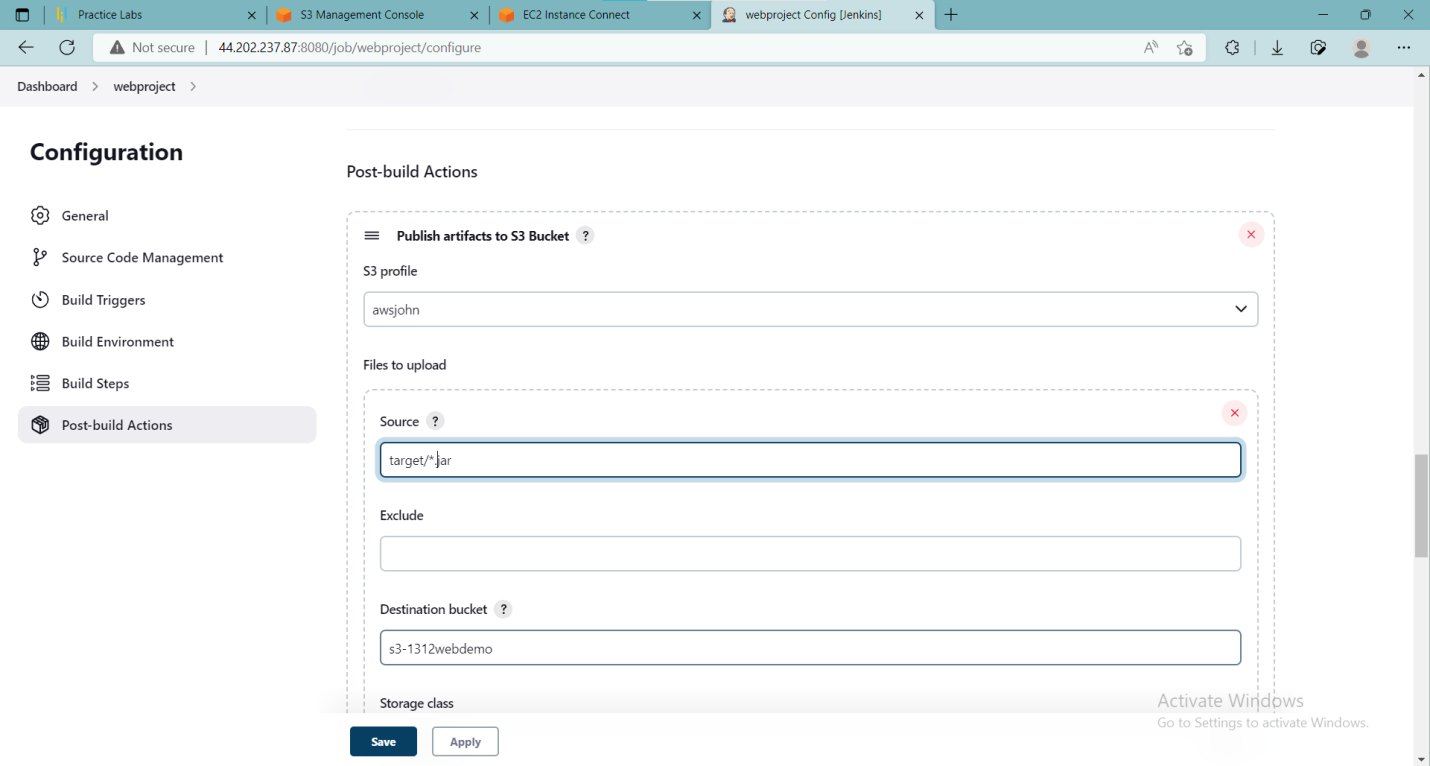 Practice Labs
S3 Management Console
EC2 Instance Connect
webproject Config [Jenkins]
Not secure
44.202.237.87:8080/job/webproject/configure
Dashboard > webproject >
Configuration
General
Source Code Management
Build Triggers
Build Environment
Build Steps
Post-build Actions
Post-build Actions
Publish artifacts to S3 Bucket ?
S3 profile
awsjohn
Files to upload
Source ?
target/*.jar
Exclude
Destination bucket ?
s3-1312webdemo
Storage class
Save
Apply
Activate Windows
Go to Settings to activate Windows.